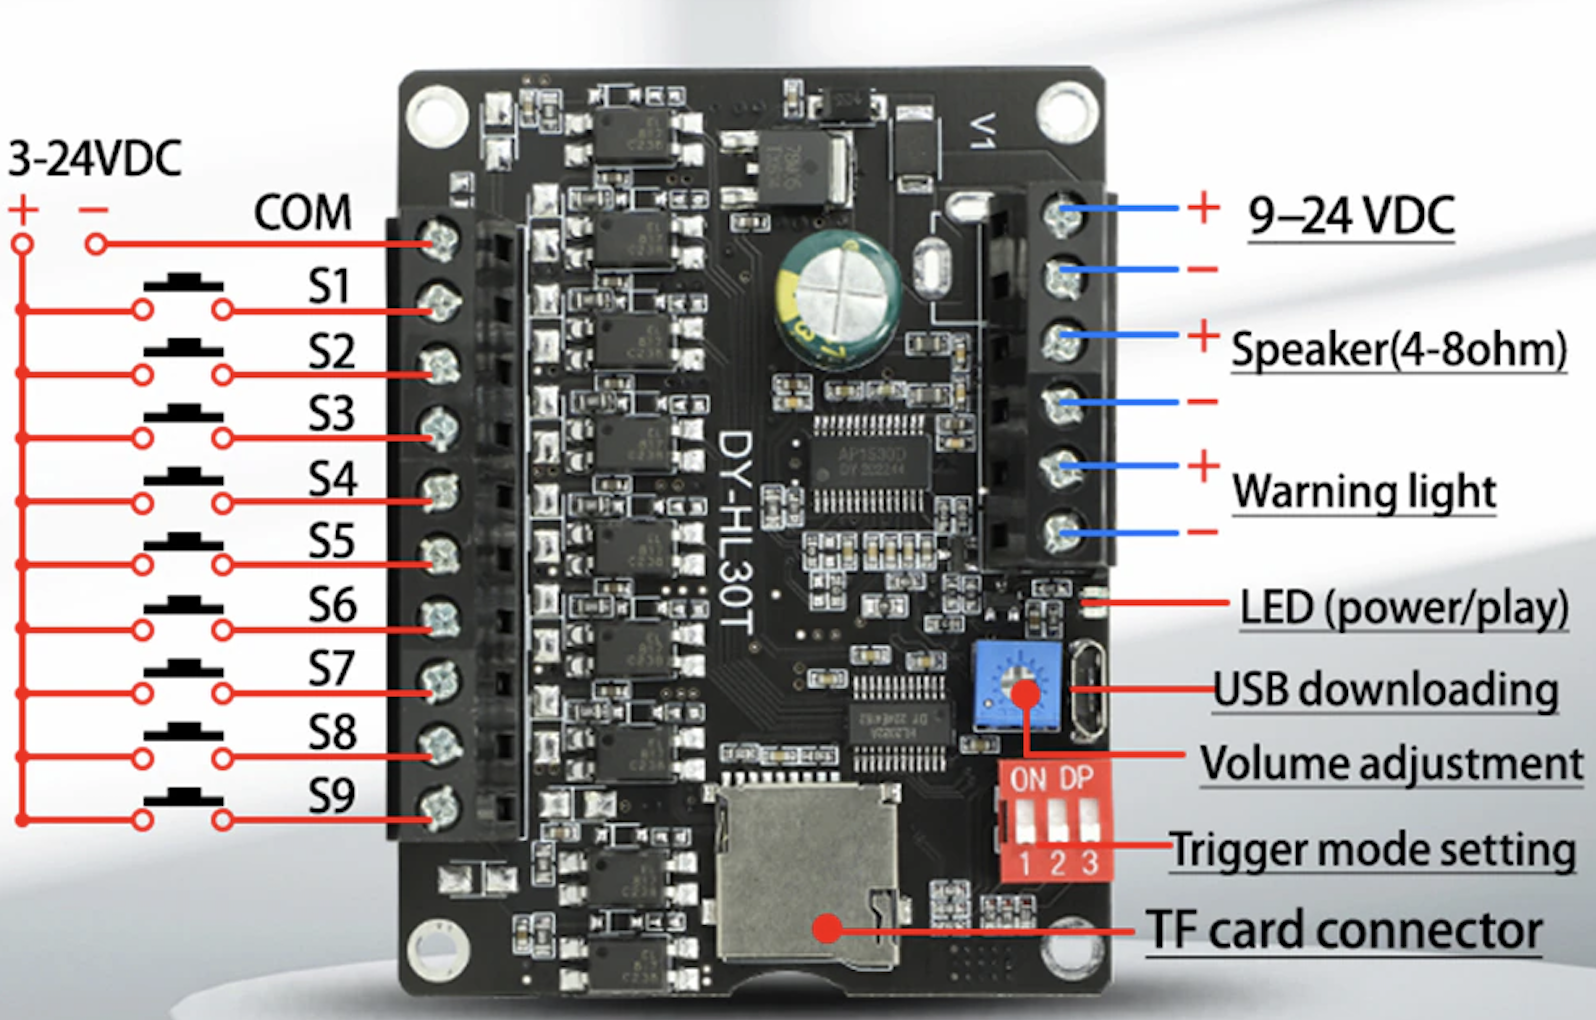 3-24VDC
+ −
COM
S1
S2
S3
S4
S5
S6
S7
S8
S9
V1
DY-HL30T
AP1530D
+ 9–24 VDC
−
+ Speaker(4-8ohm)
−
+ Warning light
−
LED (power/play)
USB downloading
Volume adjustment
ON DP
1 2 3
Trigger mode setting
TF card connector